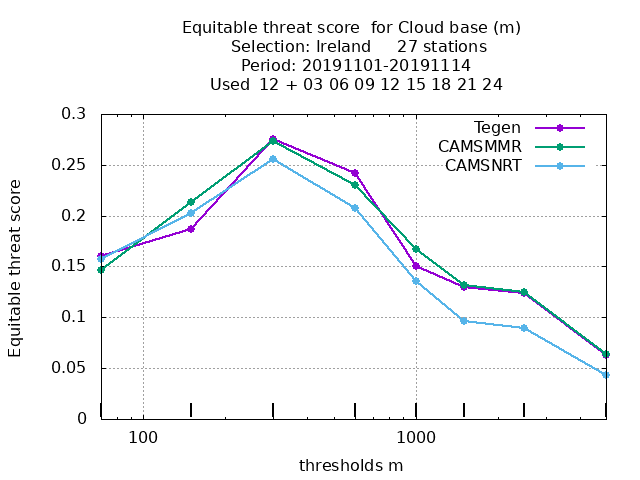 Equitable threat score  for Cloud base (m)
Selection: Ireland     27 stations
Period: 20191101-20191114
Used  12 + 03 06 09 12 15 18 21 24
0.3
0.25
0.2
0.15
0.1
0.05
0
Equitable threat score
Tegen
CAMSMMR
CAMSNRT
100
1000
thresholds m